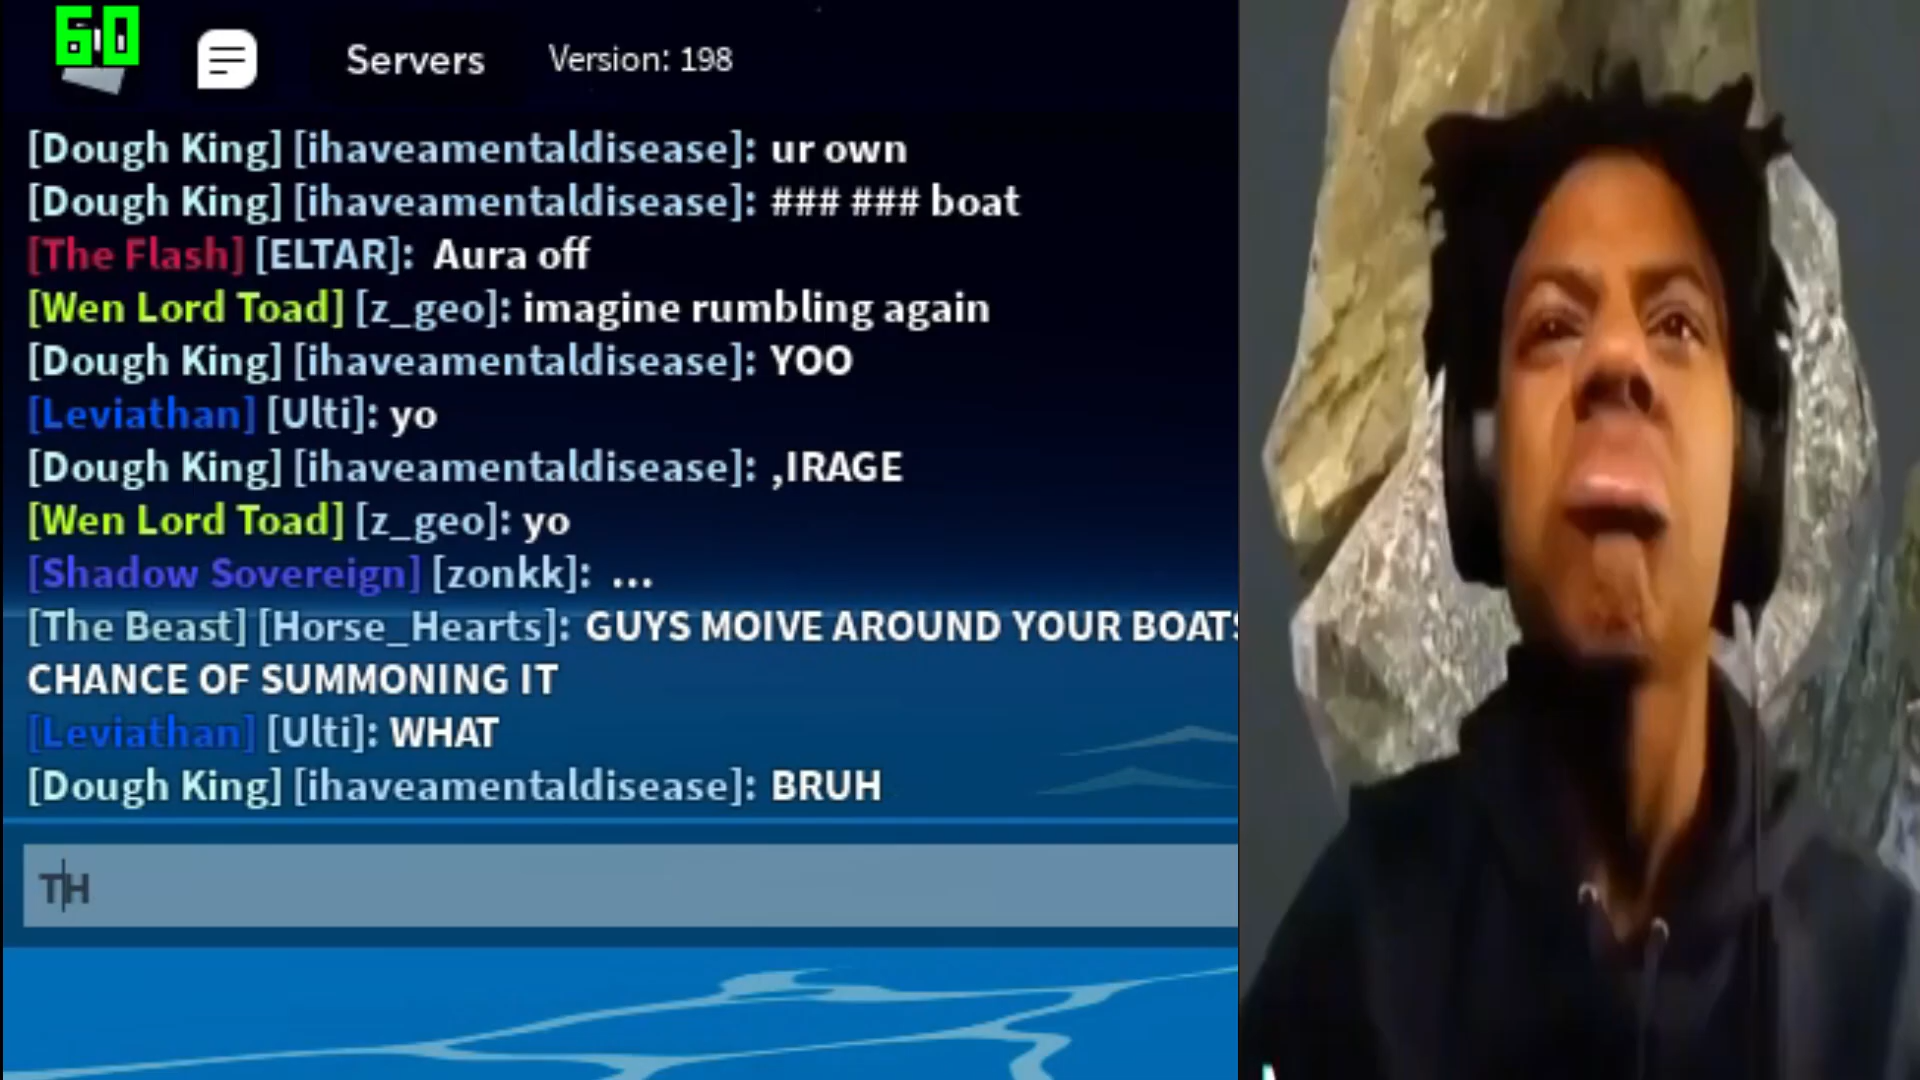 60
Servers Version: 198
[Dough King] [ihaveamentaldisease]: ur own
[Dough King] [ihaveamentaldisease]: ### ### boat
[The Flash] [ELTAR]: Aura off
[Wen Lord Toad] [z_geo]: imagine rumbling again
[Dough King] [ihaveamentaldisease]: YOO
[Leviathan] [Ulti]: yo
[Dough King] [ihaveamentaldisease]: ,IRAGE
[Wen Lord Toad] [z_geo]: yo
[Shadow Sovereign] [zonkk]: ...
[The Beast] [Horse_Hearts]: GUYS MOIVE AROUND YOUR BOATS
CHANCE OF SUMMONING IT
[Leviathan] [Ulti]: WHAT
[Dough King] [ihaveamentaldisease]: BRUH
TH